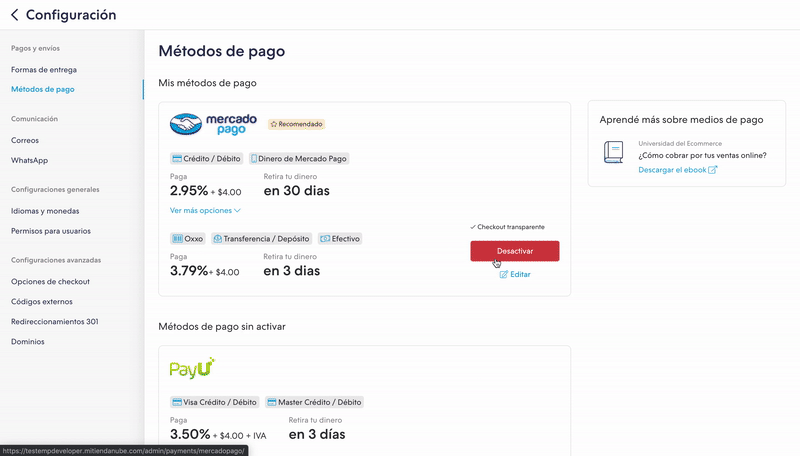 Configuración
Pagos y envíos
Formas de entrega
Métodos de pago
Comunicación
Correos
WhatsApp
Configuraciones generales
Idiomas y monedas
Permisos para usuarios
Configuraciones avanzadas
Opciones de checkout
Códigos externos
Redireccionamientos 301
Dominios
Métodos de pago
Mis métodos de pago
mercado
pago
Recomendado
Crédito / Débito Dinero de Mercado Pago
Paga Retira tu dinero
2.95% + $4.00 en 30 dias
Ver más opciones
Oxxo Transferencia / Depósito Efectivo
Paga Retira tu dinero
3.79%+ $4.00 en 3 dias
Checkout transparente
Desactivar
Editar
Métodos de pago sin activar
PayU
Visa Crédito / Débito Master Crédito / Débito
Paga Retira tu dinero
3.50% + $4.00 + IVA en 3 días
Aprendé más sobre medios de pago
Universidad del Ecommerce
¿Cómo cobrar por tus ventas online?
Descargar el ebook
https://testempdeveloper.mitiendanube.com/admin/payments/mercadopago/